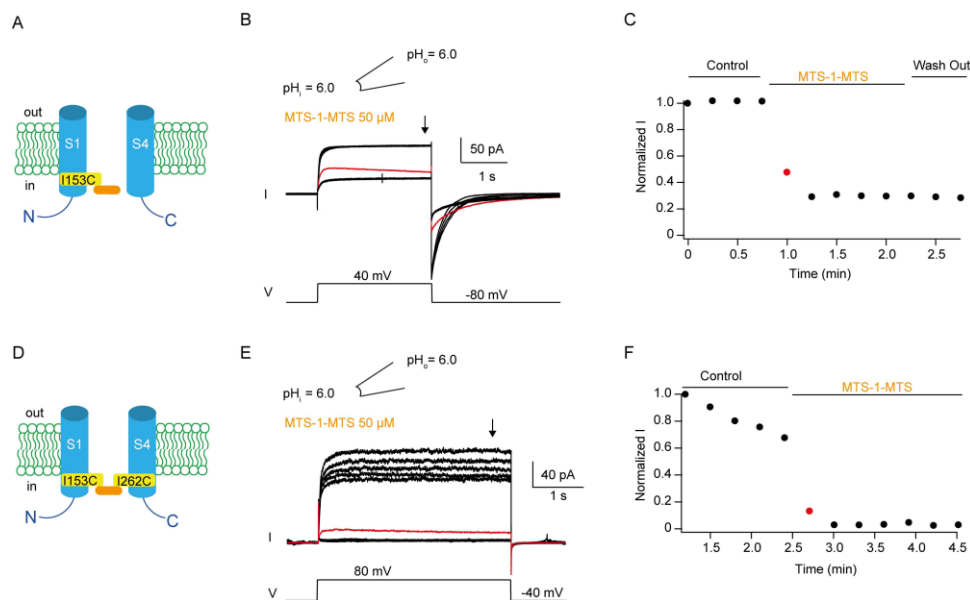 A
out
S1
S4
I153C
in
N
C
B
pHₒ = 6.0
pHᵢ = 6.0
MTS-1-MTS 50 µM
50 pA
1 s
I
40 mV
V
-80 mV
C
Control
MTS-1-MTS
Wash Out
Normalized I
1.0
0.8
0.6
0.4
0.2
0
0
0.5
1.0
1.5
2.0
2.5
Time (min)
D
out
S1
S4
I153C
I262C
in
N
C
E
pHₒ = 6.0
pHᵢ = 6.0
MTS-1-MTS 50 µM
40 pA
1 s
I
80 mV
V
-40 mV
F
Control
MTS-1-MTS
Normalized I
1.0
0.8
0.6
0.4
0.2
0
1.5
2.0
2.5
3.0
3.5
4.0
4.5
Time (min)